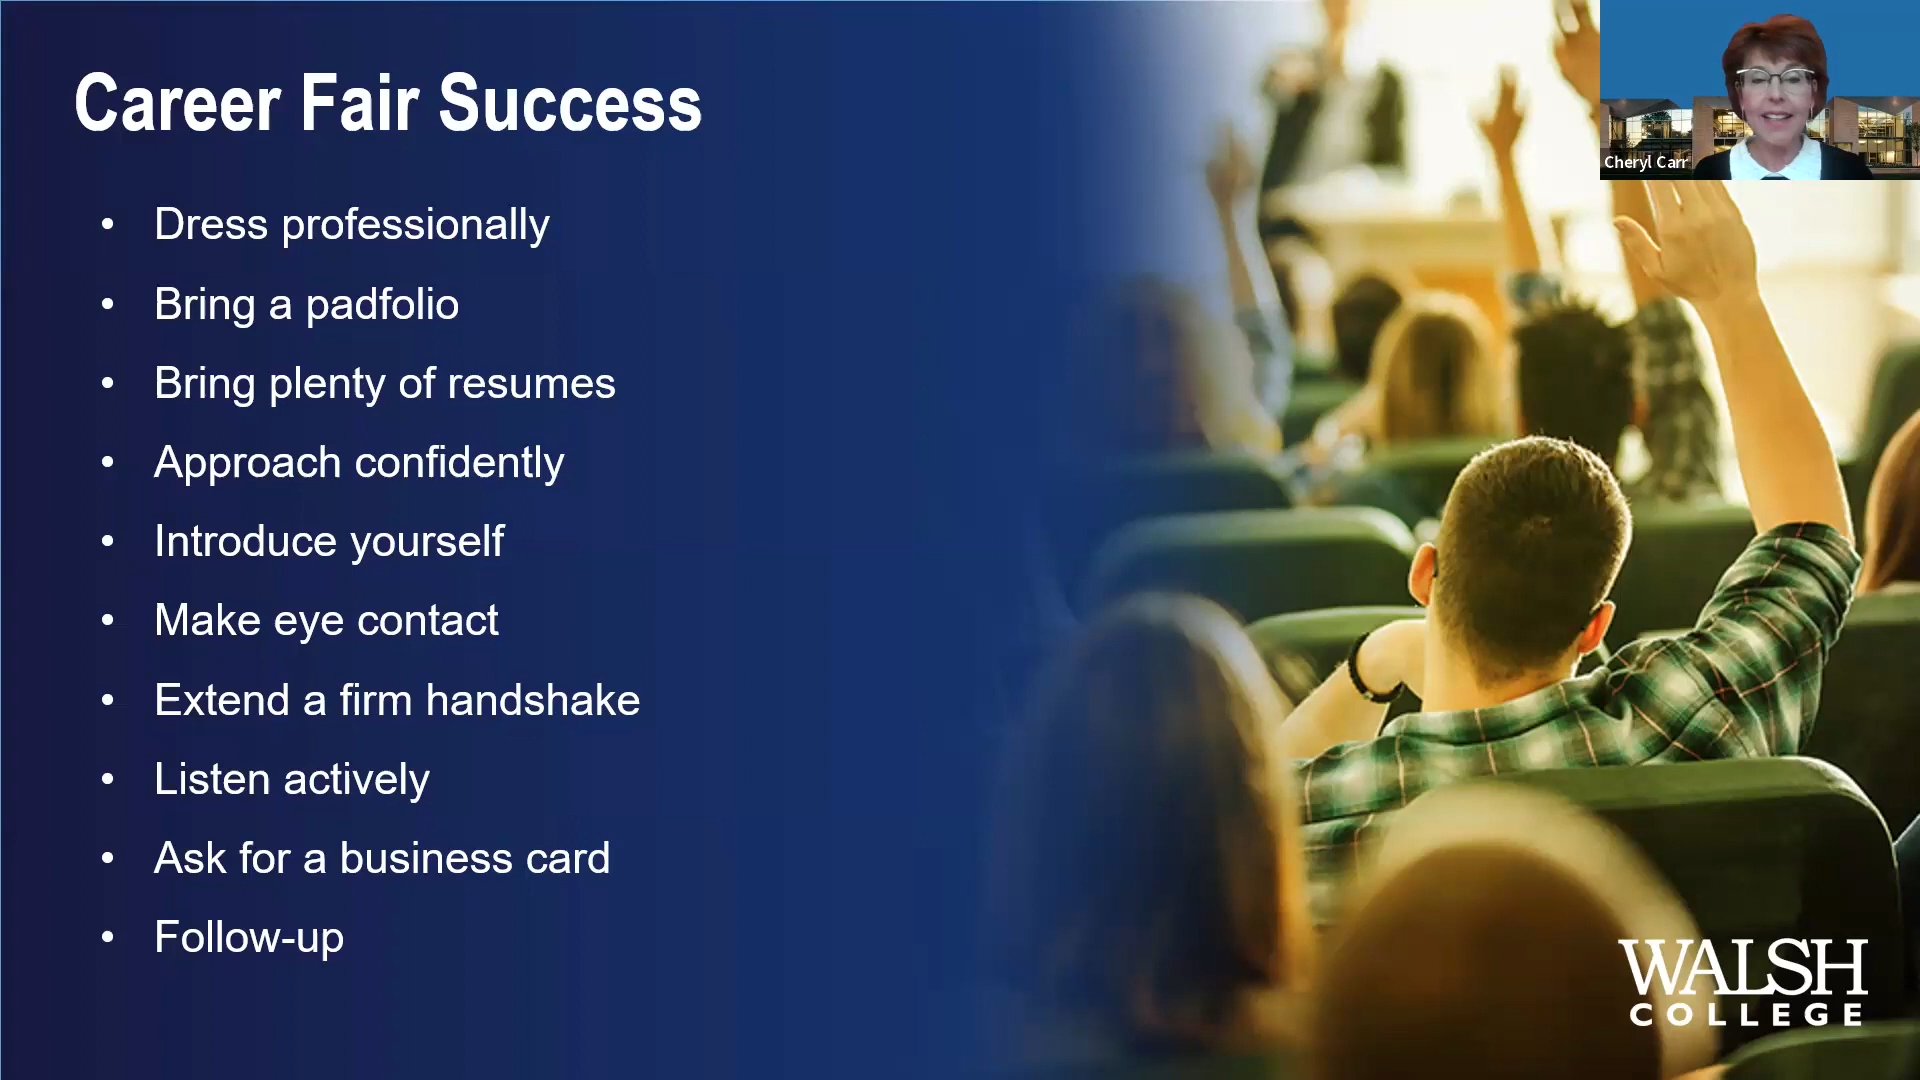 Career Fair Success
Cheryl Carr
• Dress professionally
• Bring a padfolio
• Bring plenty of resumes
• Approach confidently
• Introduce yourself
• Make eye contact
• Extend a firm handshake
• Listen actively
• Ask for a business card
• Follow-up
WALSH
COLLEGE